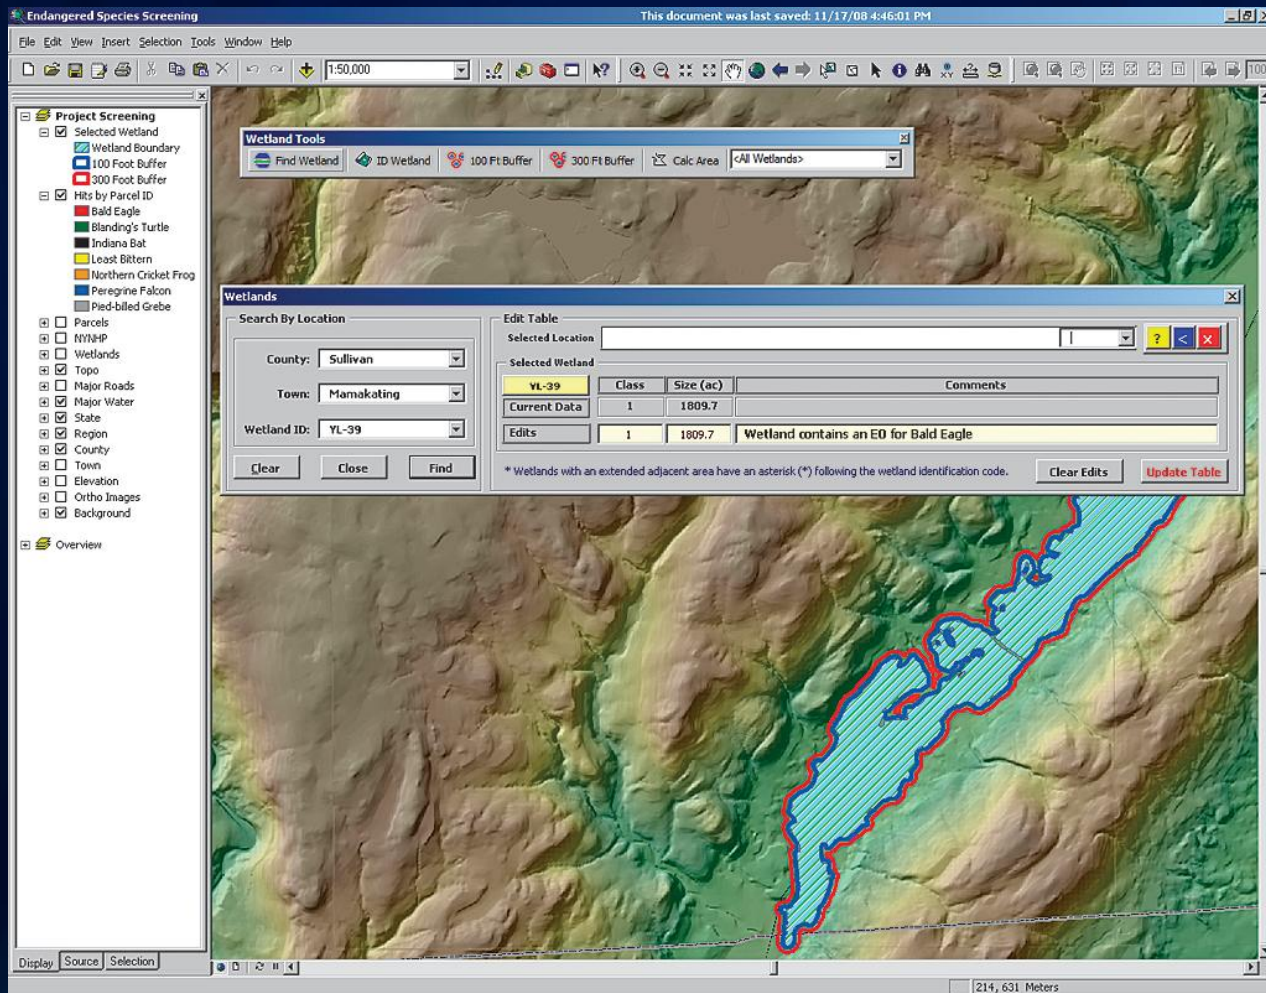 Endangered Species Screening
This document was last saved: 11/17/08 4:46:01 PM
File Edit View Insert Selection Tools Window Help
1:50,000
100
Project Screening
Selected Wetland
Wetland Boundary
100 Foot Buffer
300 Foot Buffer
Hits by Parcel ID
Bald Eagle
Blanding's Turtle
Indiana Bat
Least Bittern
Northern Cricket Frog
Peregrine Falcon
Pied-billed Grebe
Parcels
NYNHP
Wetlands
Topo
Major Roads
Major Water
State
Region
County
Town
Elevation
Ortho Images
Background
Overview
Display Source Selection
Wetland Tools
Find Wetland ID Wetland 100 Ft Buffer 300 Ft Buffer Calc Area <All Wetlands>
Wetlands
Search By Location
County: Sullivan
Town: Mamakating
Wetland ID: YL-39
Clear Close Find
Edit Table
Selected Location ? < x
Selected Wetland
YL-39 Class Size (ac) Comments
Current Data 1 1809.7
Edits 1 1809.7 Wetland contains an EO for Bald Eagle
* Wetlands with an extended adjacent area have an asterisk (*) following the wetland identification code.
Clear Edits Update Table
214, 631 Meters